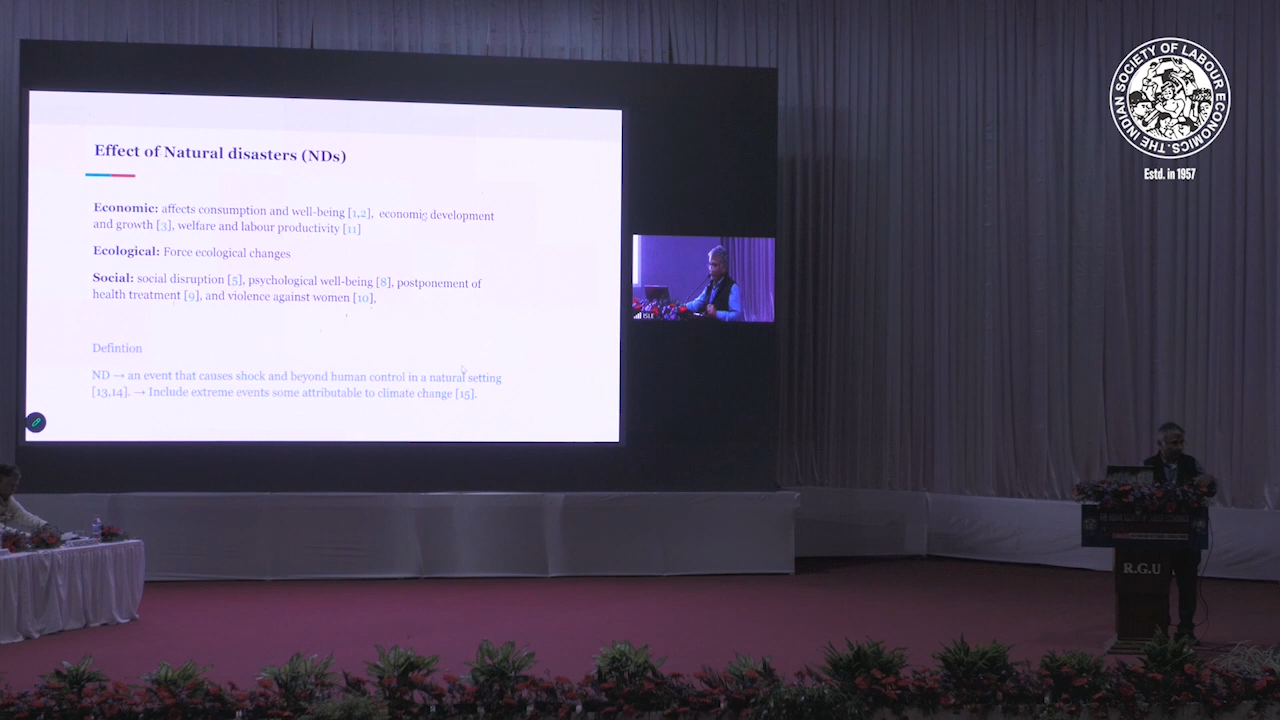 Effect of Natural disasters (NDs)
Economic: affects consumption and well-being [1,2], economic development
and growth [3], welfare and labour productivity [11]
Ecological: Force ecological changes
Social: social disruption [5], psychological well-being [8], postponement of
health treatment [9], and violence against women [10],
Defintion
ND → an event that causes shock and beyond human control in a natural setting
[13,14]. → Include extreme events some attributable to climate change [15].
ISLE
THE INDIAN SOCIETY OF LABOUR ECONOMICS.
Estd. in 1957
R.G.U